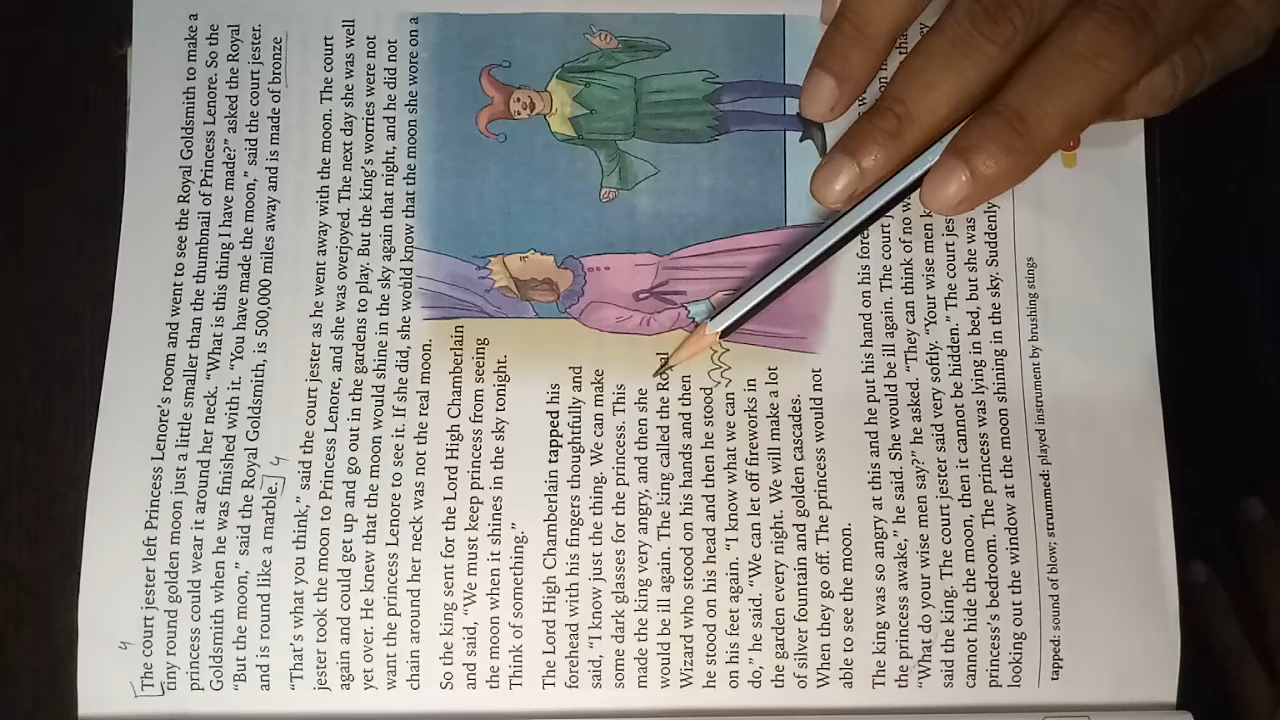 4
The court jester left Princess Lenore's room and went to see the Royal Goldsmith to make a
tiny round golden moon just a little smaller than the thumbnail of Princess Lenore. So the
princess could wear it around her neck. "What is this thing I have made?" asked the Royal
Goldsmith when he was finished with it. "You have made the moon," said the court jester.
"But the moon," said the Royal Goldsmith, is 500,000 miles away and is made of bronze
and is round like a marble. 4
"That's what you think," said the court jester as he went away with the moon. The court
jester took the moon to Princess Lenore, and she was overjoyed. The next day she was well
again and could get up and go out in the gardens to play. But the king's worries were not
yet over. He knew that the moon would shine in the sky again that night, and he did not
want the princess Lenore to see it. If she did, she would know that the moon she wore on a
chain around her neck was not the real moon.
So the king sent for the Lord High Chamberlain
and said, "We must keep princess from seeing
the moon when it shines in the sky tonight.
Think of something."
The Lord High Chamberlain tapped his
forehead with his fingers thoughtfully and
said, "I know just the thing. We can make
some dark glasses for the princess. This
made the king very angry, and then she
would be ill again. The king called the Royal
Wizard who stood on his hands and then
he stood on his head and then he stood
on his feet again. "I know what we can
do," he said. "We can let off fireworks in
the garden every night. We will make a lot
of silver fountain and golden cascades.
When they go off. The princess would not
able to see the moon.
The king was so angry at this and he put his hand on his
the princess awake," he said. She would be ill again. The court
"What do your wise men say?" he asked. "They can think of no
said the king. The court jester said very softly. "Your wise men
cannot hide the moon, then it cannot be hidden." The court
princess's bedroom. The princess was lying in bed, but she was
looking out the window at the moon shining in the sky. Suddenly
tapped: sound of blow; strummed: played instrument by brushing stings